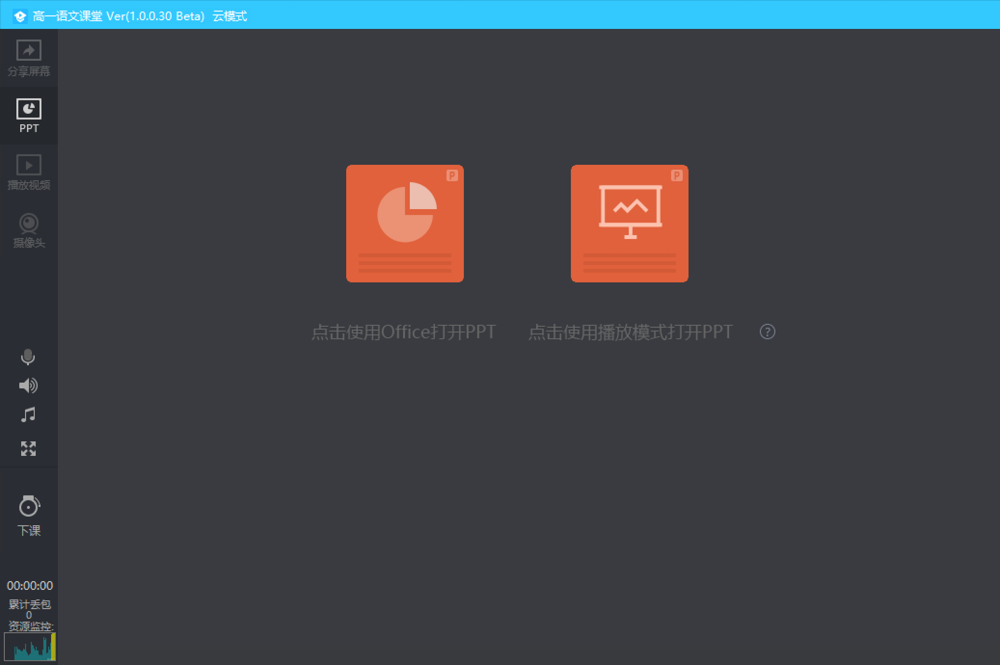 高一语文课堂 Ver(1.0.0.30 Beta) 云模式
分享屏幕
PPT
播放视频
摄像头
P
P
点击使用Office打开PPT
点击使用播放模式打开PPT
?
下课
00:00:00
累计丢包
0
资源监控: